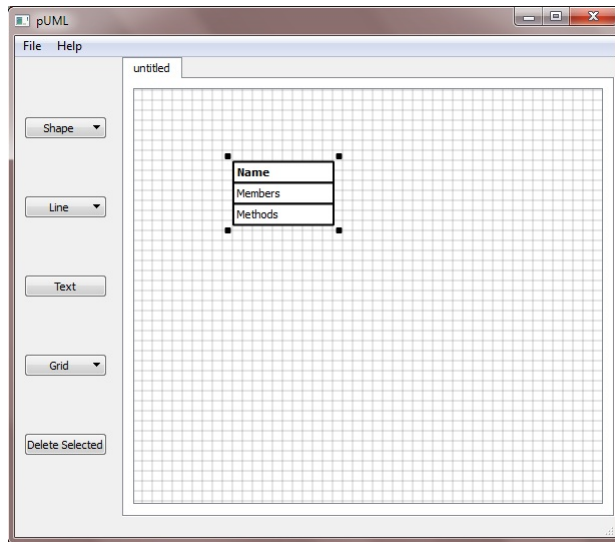 pUML
File Help
untitled
Shape
Name
Members
Line
Methods
Text
Grid
Delete Selected